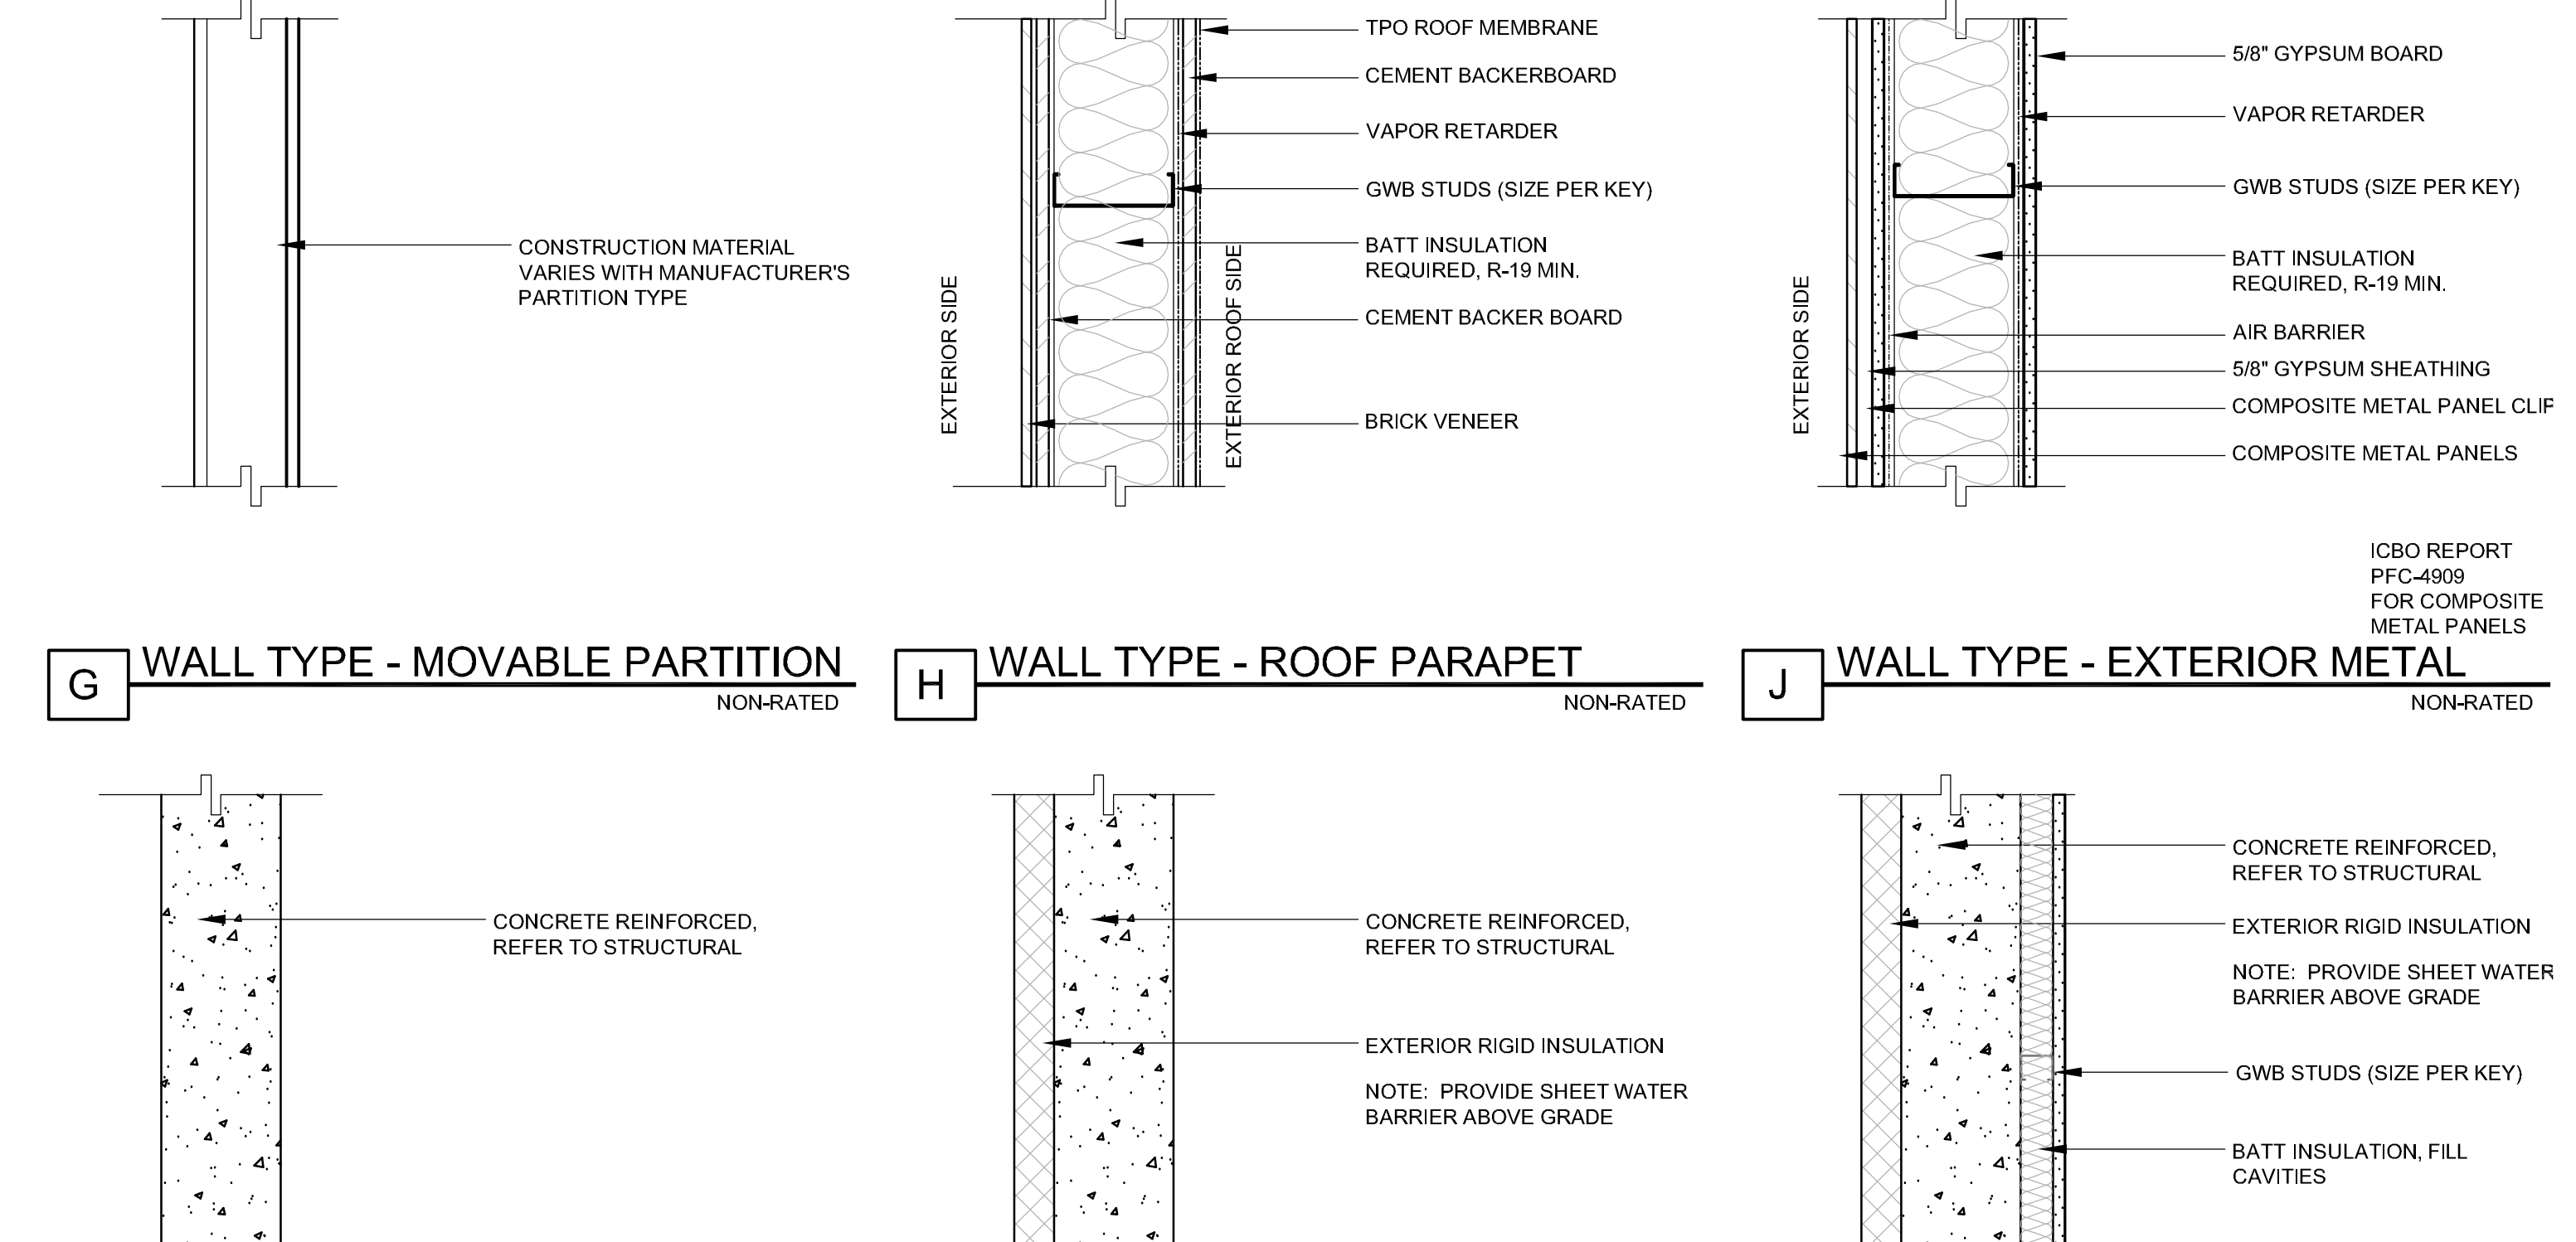 CONSTRUCTION MATERIAL
VARIES WITH MANUFACTURER'S
PARTITION TYPE
G
WALL TYPE - MOVABLE PARTITION
NON-RATED
EXTERIOR SIDE
EXTERIOR ROOF SIDE
TPO ROOF MEMBRANE
CEMENT BACKERBOARD
VAPOR RETARDER
GWB STUDS (SIZE PER KEY)
BATT INSULATION
REQUIRED, R-19 MIN.
CEMENT BACKER BOARD
BRICK VENEER
H
WALL TYPE - ROOF PARAPET
NON-RATED
EXTERIOR SIDE
5/8" GYPSUM BOARD
VAPOR RETARDER
GWB STUDS (SIZE PER KEY)
BATT INSULATION
REQUIRED, R-19 MIN.
AIR BARRIER
5/8" GYPSUM SHEATHING
COMPOSITE METAL PANEL CLIP
COMPOSITE METAL PANELS
ICBO REPORT
PFC-4909
FOR COMPOSITE
METAL PANELS
J
WALL TYPE - EXTERIOR METAL
NON-RATED
CONCRETE REINFORCED,
REFER TO STRUCTURAL
CONCRETE REINFORCED,
REFER TO STRUCTURAL
EXTERIOR RIGID INSULATION
NOTE: PROVIDE SHEET WATER
BARRIER ABOVE GRADE
CONCRETE REINFORCED,
REFER TO STRUCTURAL
EXTERIOR RIGID INSULATION
NOTE: PROVIDE SHEET WATER
BARRIER ABOVE GRADE
GWB STUDS (SIZE PER KEY)
BATT INSULATION, FILL
CAVITIES